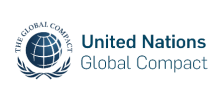 THE GLOBAL COMPACT
United Nations
Global Compact